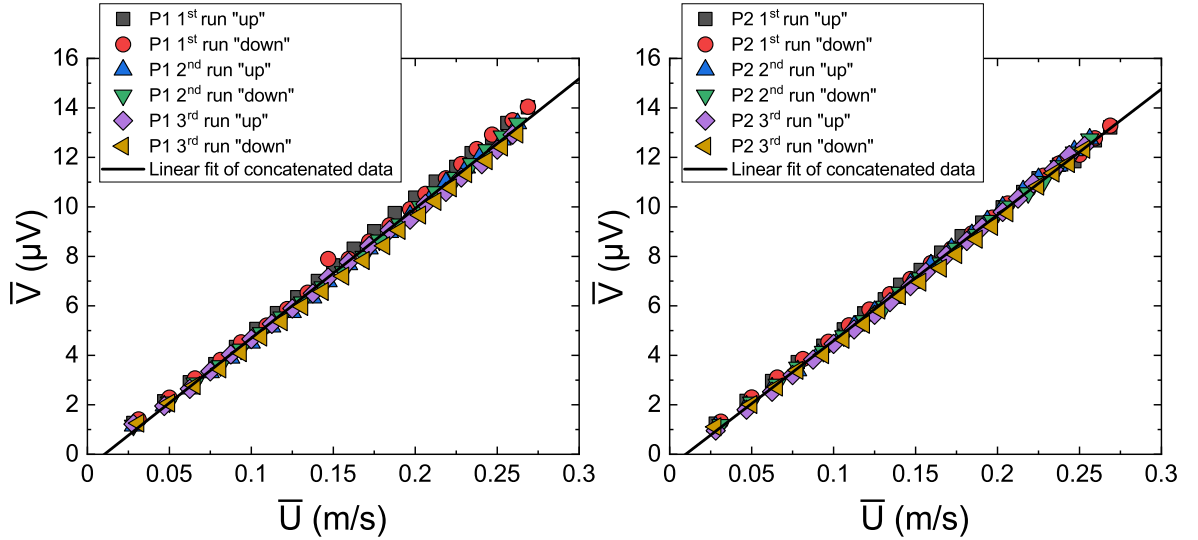 P1 1st run "up"
P1 1st run "down"
P1 2nd run "up"
P1 2nd run "down"
P1 3rd run "up"
P1 3rd run "down"
Linear fit of concatenated data
16
14
12
10
8
6
4
2
0
V̅ (µV)
0
0.05
0.1
0.15
0.2
0.25
0.3
U̅ (m/s)
P2 1st run "up"
P2 1st run "down"
P2 2nd run "up"
P2 2nd run "down"
P2 3rd run "up"
P2 3rd run "down"
Linear fit of concatenated data
16
14
12
10
8
6
4
2
0
V̅ (µV)
0
0.05
0.1
0.15
0.2
0.25
0.3
U̅ (m/s)